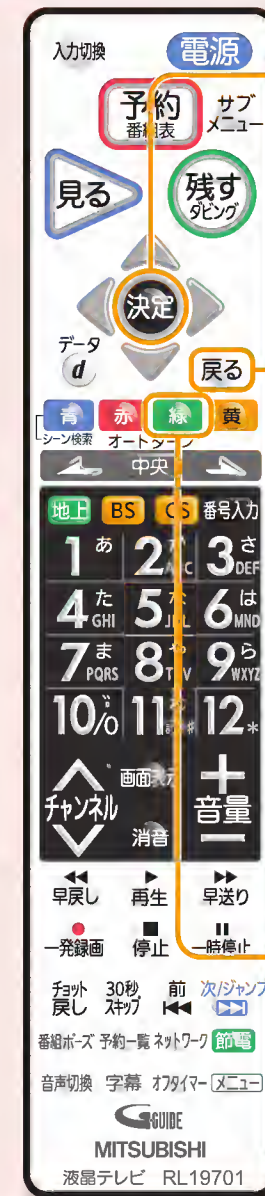 入力切換 電源
予約
番組表
サブ
メニュー
見る
残す
ダビング
決定
データ
d
戻る
青 赤 緑 黄
シーン検索 オートターン
中央
地上 BS CS 番号入力
1 あ 2 か ABC 3 さ DEF
4 た GHI 5 な JKL 6 は MNO
7 ま PQRS 8 や TUV 9 ら WXYZ
10/0 11 12 *
チャンネル 画面表示 + 音量 −
消音
早戻し 再生 早送り
一発録画 停止 一時停止
チョット
戻し
30秒
スキップ
前 次/ジャンプ
番組ポーズ 予約一覧 ネットワーク 節電
音声切換 字幕 オフタイマー メニュー
G GUIDE
MITSUBISHI
液晶テレビ RL19701